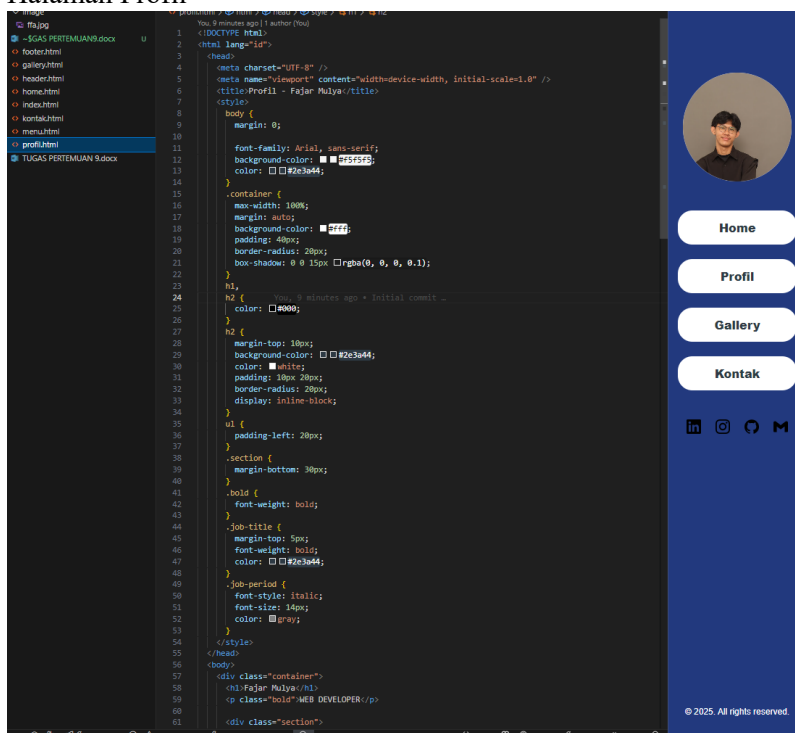 Halaman Profil
image
ffa.jpg
~$GAS PERTEMUAN9.docx U
footer.html
gallery.html
header.html
home.html
index.html
kontak.html
menu.html
profil.html
TUGAS PERTEMUAN 9.docx
profil.html > html > head > style > h1 > h2
You, 9 minutes ago | 1 author (You)
1 <!DOCTYPE html>
2 <html lang="id">
3 <head>
4 <meta charset="UTF-8" />
5 <meta name="viewport" content="width=device-width, initial-scale=1.0" />
6 <title>Profil - Fajar Mulya</title>
7 <style>
8 body {
9 margin: 0;
10
11 font-family: Arial, sans-serif;
12 background-color: #f5f5f5;
13 color: #2e3a44;
14 }
15 .container {
16 max-width: 100%;
17 margin: auto;
18 background-color: #fff;
19 padding: 40px;
20 border-radius: 20px;
21 box-shadow: 0 0 15px rgba(0, 0, 0, 0.1);
22 }
23 h1,
24 h2 { You, 9 minutes ago • Initial commit …
25 color: #000;
26 }
27 h2 {
28 margin-top: 10px;
29 background-color: #2e3a44;
30 color: white;
31 padding: 10px 20px;
32 border-radius: 20px;
33 display: inline-block;
34 }
35 ul {
36 padding-left: 20px;
37 }
38 .section {
39 margin-bottom: 30px;
40 }
41 .bold {
42 font-weight: bold;
43 }
44 .job-title {
45 margin-top: 5px;
46 font-weight: bold;
47 color: #2e3a44;
48 }
49 .job-period {
50 font-style: italic;
51 font-size: 14px;
52 color: gray;
53 }
54 </style>
55 </head>
56 <body>
57 <div class="container">
58 <h1>Fajar Mulya</h1>
59 <p class="bold">WEB DEVELOPER</p>
60
61 <div class="section">
Home
Profil
Gallery
Kontak
in
© 2025. All rights reserved.